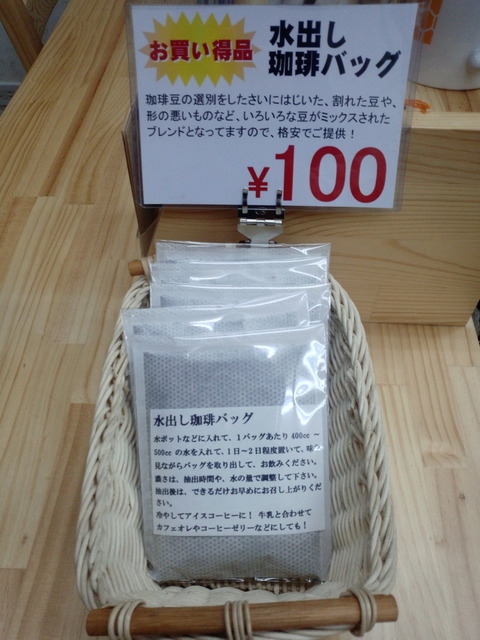 お買い得品
水出し
珈琲バッグ
珈琲豆の選別をしたさいにはじいた、割れた豆や、
形の悪いものなど、いろいろな豆がミックスされた
ブレンドとなってますので、格安でご提供！
¥100
水出し珈琲バッグ
水ポットなどに入れて、1バッグあたり400cc～
500ccの水を入れて、1日～2日程度置いて、味を
見ながらバッグを取り出して、お飲みください。
濃さは、抽出時間や、水の量で調整して下さい。
抽出後は、できるだけお早めにお召し上がりくださ
い。
冷やしてアイスコーヒーに！ 牛乳と合わせて
カフェオレやコーヒーゼリーなどにしても！